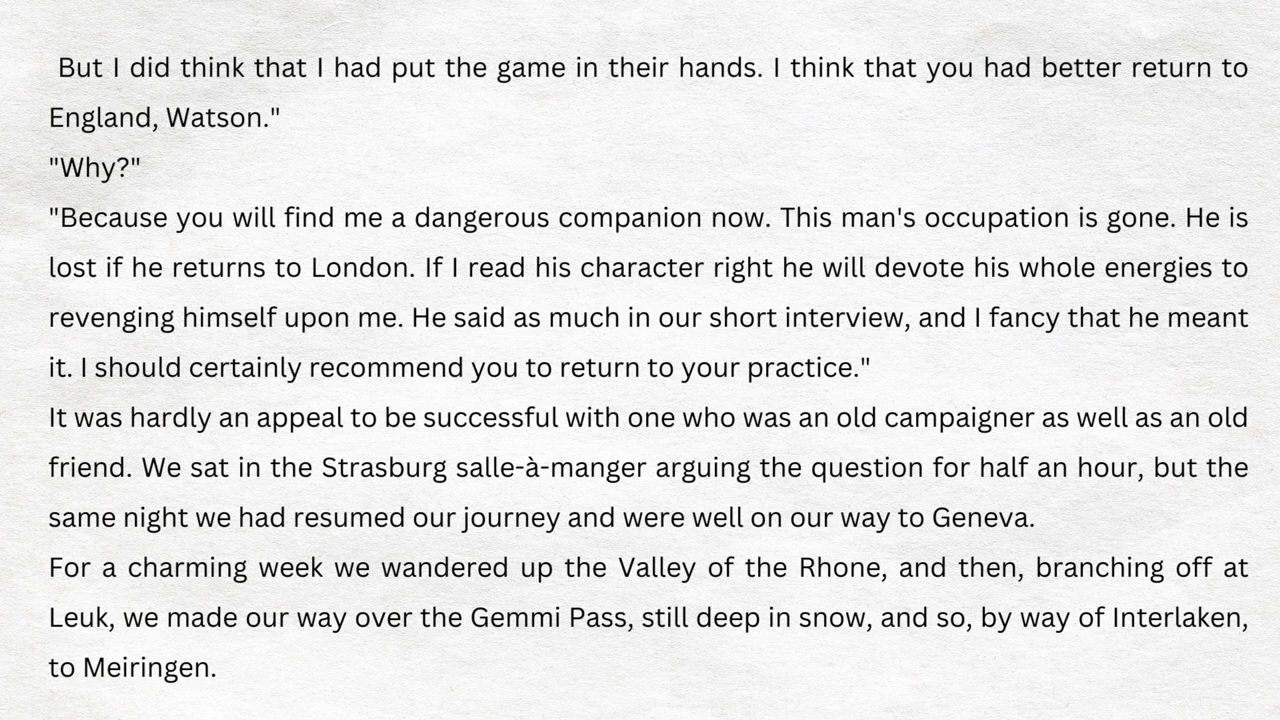 But I did think that I had put the game in their hands. I think that you had better return to
England, Watson."
"Why?"
"Because you will find me a dangerous companion now. This man's occupation is gone. He is
lost if he returns to London. If I read his character right he will devote his whole energies to
revenging himself upon me. He said as much in our short interview, and I fancy that he meant
it. I should certainly recommend you to return to your practice."
It was hardly an appeal to be successful with one who was an old campaigner as well as an old
friend. We sat in the Strasburg salle-à-manger arguing the question for half an hour, but the
same night we had resumed our journey and were well on our way to Geneva.
For a charming week we wandered up the Valley of the Rhone, and then, branching off at
Leuk, we made our way over the Gemmi Pass, still deep in snow, and so, by way of Interlaken,
to Meiringen.